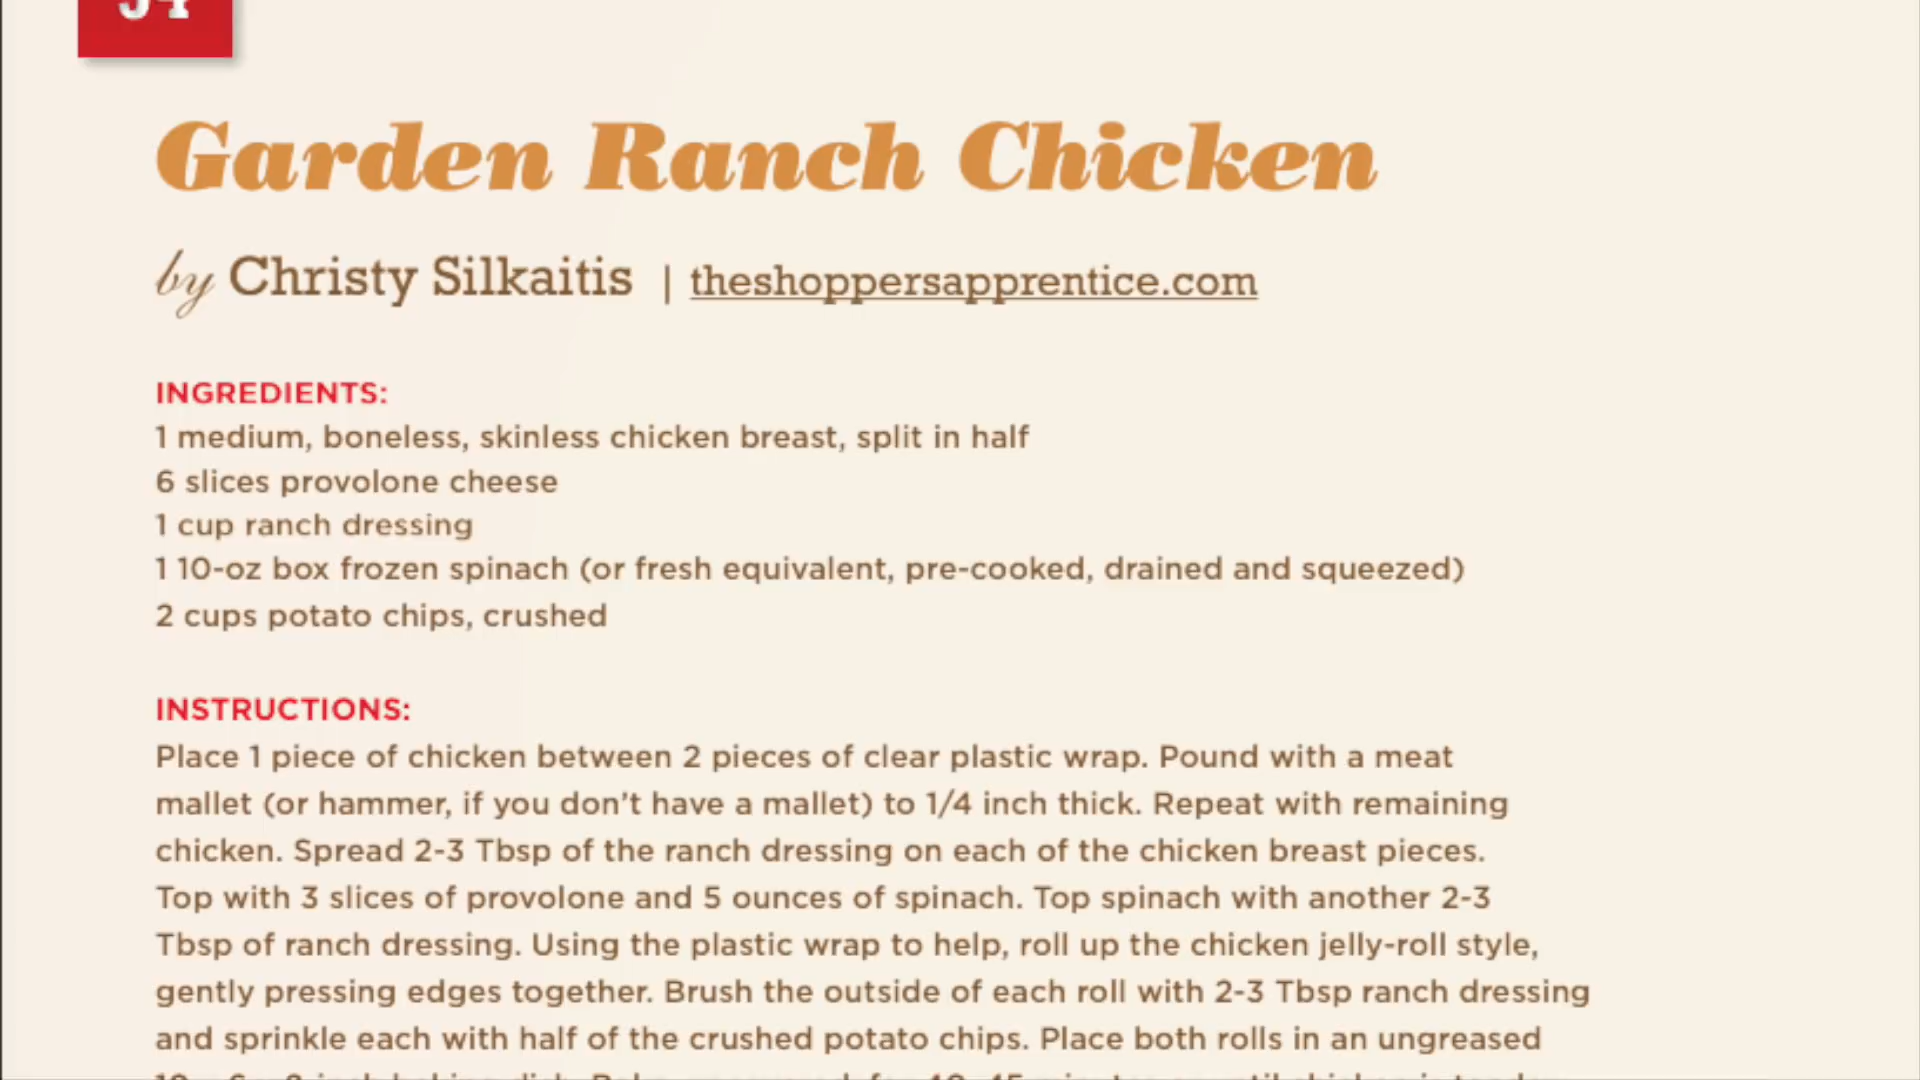 Garden Ranch Chicken
by Christy Silkaitis | theshoppersapprentice.com
INGREDIENTS:
1 medium, boneless, skinless chicken breast, split in half
6 slices provolone cheese
1 cup ranch dressing
1 10-oz box frozen spinach (or fresh equivalent, pre-cooked, drained and squeezed)
2 cups potato chips, crushed
INSTRUCTIONS:
Place 1 piece of chicken between 2 pieces of clear plastic wrap. Pound with a meat
mallet (or hammer, if you don’t have a mallet) to 1/4 inch thick. Repeat with remaining
chicken. Spread 2-3 Tbsp of the ranch dressing on each of the chicken breast pieces.
Top with 3 slices of provolone and 5 ounces of spinach. Top spinach with another 2-3
Tbsp of ranch dressing. Using the plastic wrap to help, roll up the chicken jelly-roll style,
gently pressing edges together. Brush the outside of each roll with 2-3 Tbsp ranch dressing
and sprinkle each with half of the crushed potato chips. Place both rolls in an ungreased